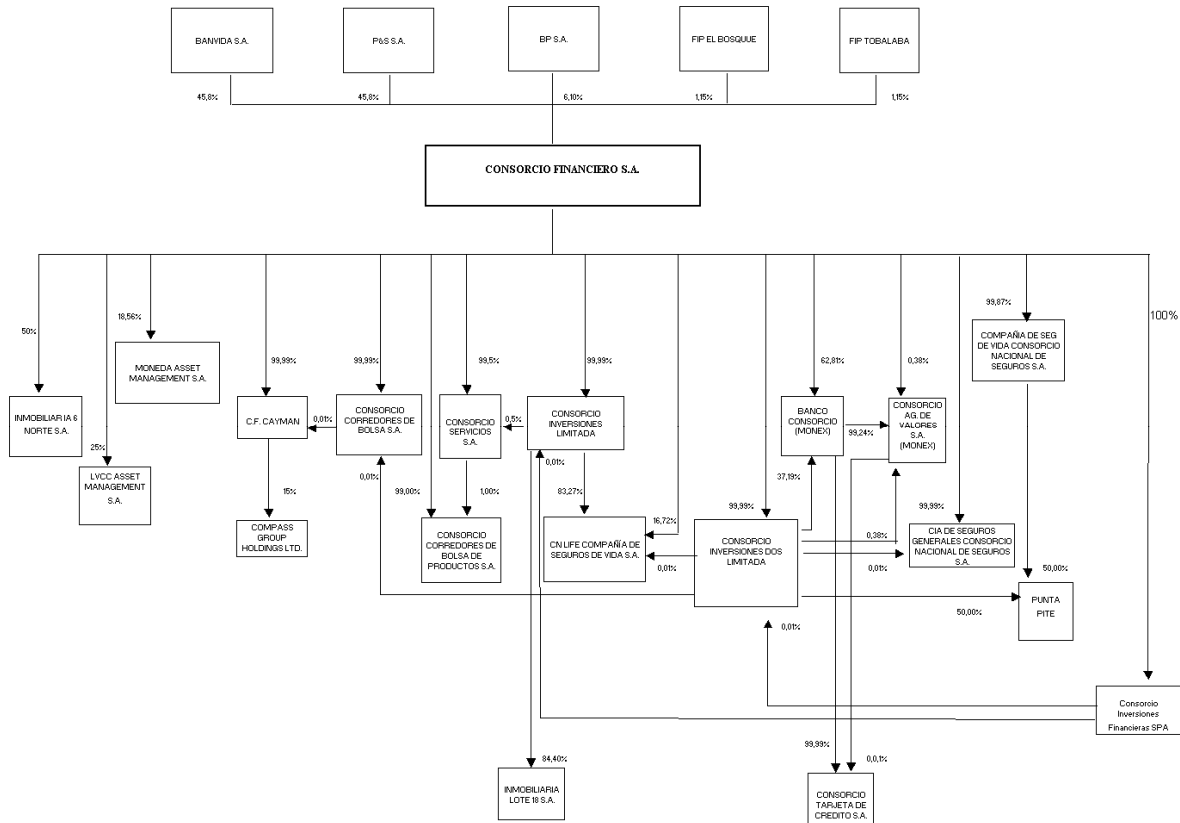 BANVIDA S.A.
P&S S.A.
BP S.A.
FIP EL BOSQUUE
FIP TOBALABA
45,8%
45,8%
6,10%
1,15%
1,15%
CONSORCIO FINANCIERO S.A.
50%
18,56%
99,99%
99,99%
99,5%
99,99%
62,81%
0,38%
99,87%
100%
MONEDA ASSET
MANAGEMENT S.A.
COMPAÑIA DE SEG
DE VIDA CONSORCIO
NACIONAL DE
SEGUROS S.A.
INMOBILIARIA 6
NORTE S.A.
C.F. CAYMAN
0,01%
CONSORCIO
CORREDORES DE
BOLSA S.A.
CONSORCIO
SERVICIOS
S.A.
0,5%
CONSORCIO
INVERSIONES
LIMITADA
BANCO
CONSORCIO
(MONEX)
99,24%
CONSORCIO
AG. DE
VALORES
S.A.
(MONEX)
25%
LVCC ASSET
MANAGEMENT
S.A.
15%
0,01%
99,00%
1,00%
0,01%
83,27%
37,19%
99,99%
99,99%
COMPASS
GROUP
HOLDINGS LTD.
CONSORCIO
CORREDORES DE
BOLSA DE
PRODUCTOS S.A.
CN LIFE COMPAÑÍA DE
SEGUROS DE VIDA S.A.
16,72%
0,01%
CONSORCIO
INVERSIONES DOS
LIMITADA
0,38%
0,01%
CIA DE SEGUROS
GENERALES CONSORCIO
NACIONAL DE SEGUROS
S.A.
50,00%
50,00%
PUNTA
PITE
0,01%
Consorcio
Inversiones
Financieras SPA
84,40%
99,99%
0,0,1%
INMOBILIARIA
LOTE 18 S.A.
CONSORCIO
TARJETA DE
CREDITO S.A.